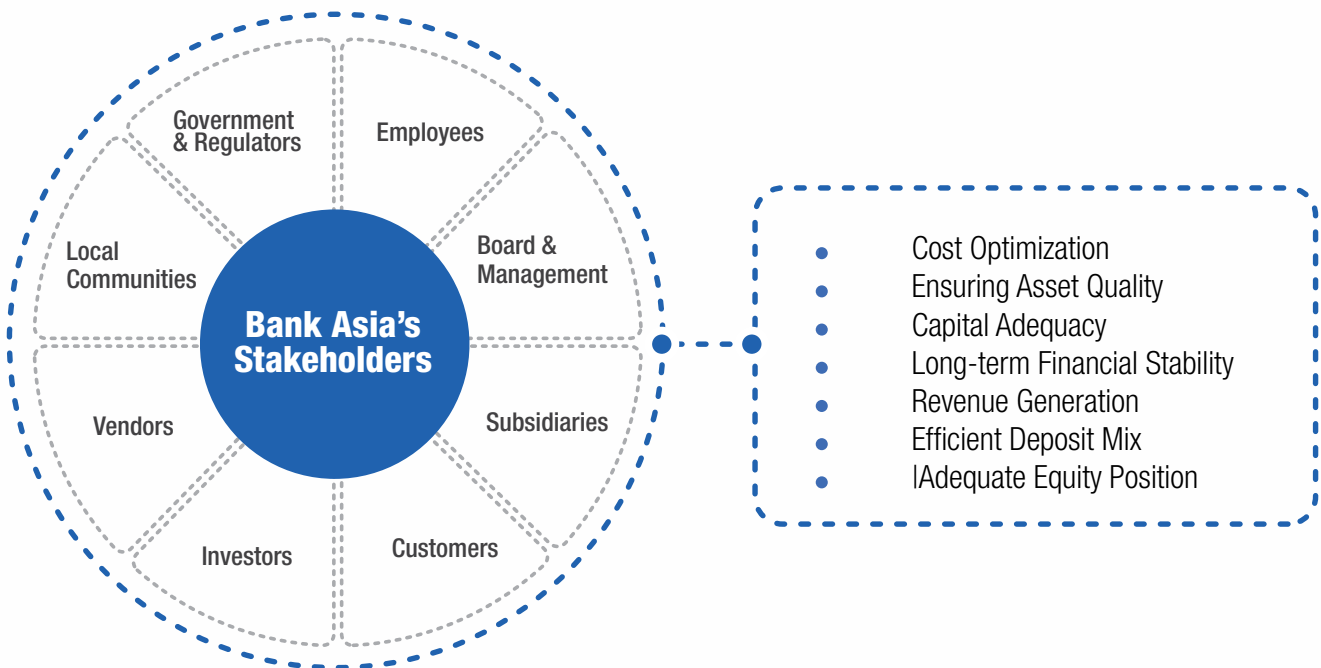 Government
& Regulators
Employees
Local
Communities
Board &
Management
Bank Asia’s
Stakeholders
Vendors
Subsidiaries
Investors
Customers
Cost Optimization
Ensuring Asset Quality
Capital Adequacy
Long-term Financial Stability
Revenue Generation
Efficient Deposit Mix
lAdequate Equity Position